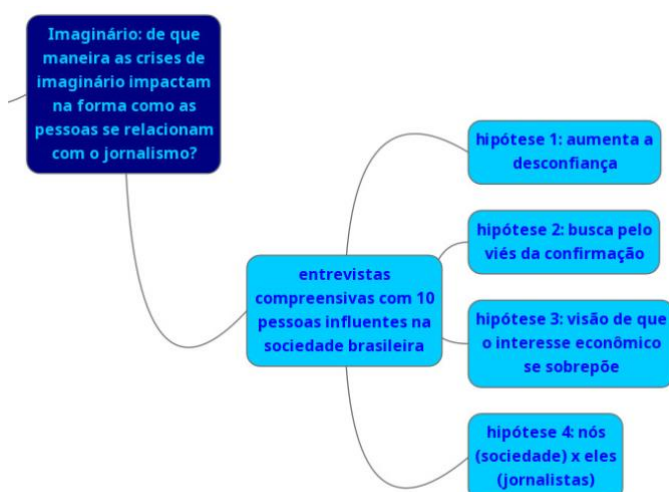 Imaginário: de que
maneira as crises de
imaginário impactam
na forma como as
pessoas se relacionam
com o jornalismo?
entrevistas
compreensivas com 10
pessoas influentes na
sociedade brasileira
hipótese 1: aumenta a
desconfiança
hipótese 2: busca pelo
viés da confirmação
hipótese 3: visão de que
o interesse econômico
se sobrepõe
hipótese 4: nós
(sociedade) x eles
(jornalistas)